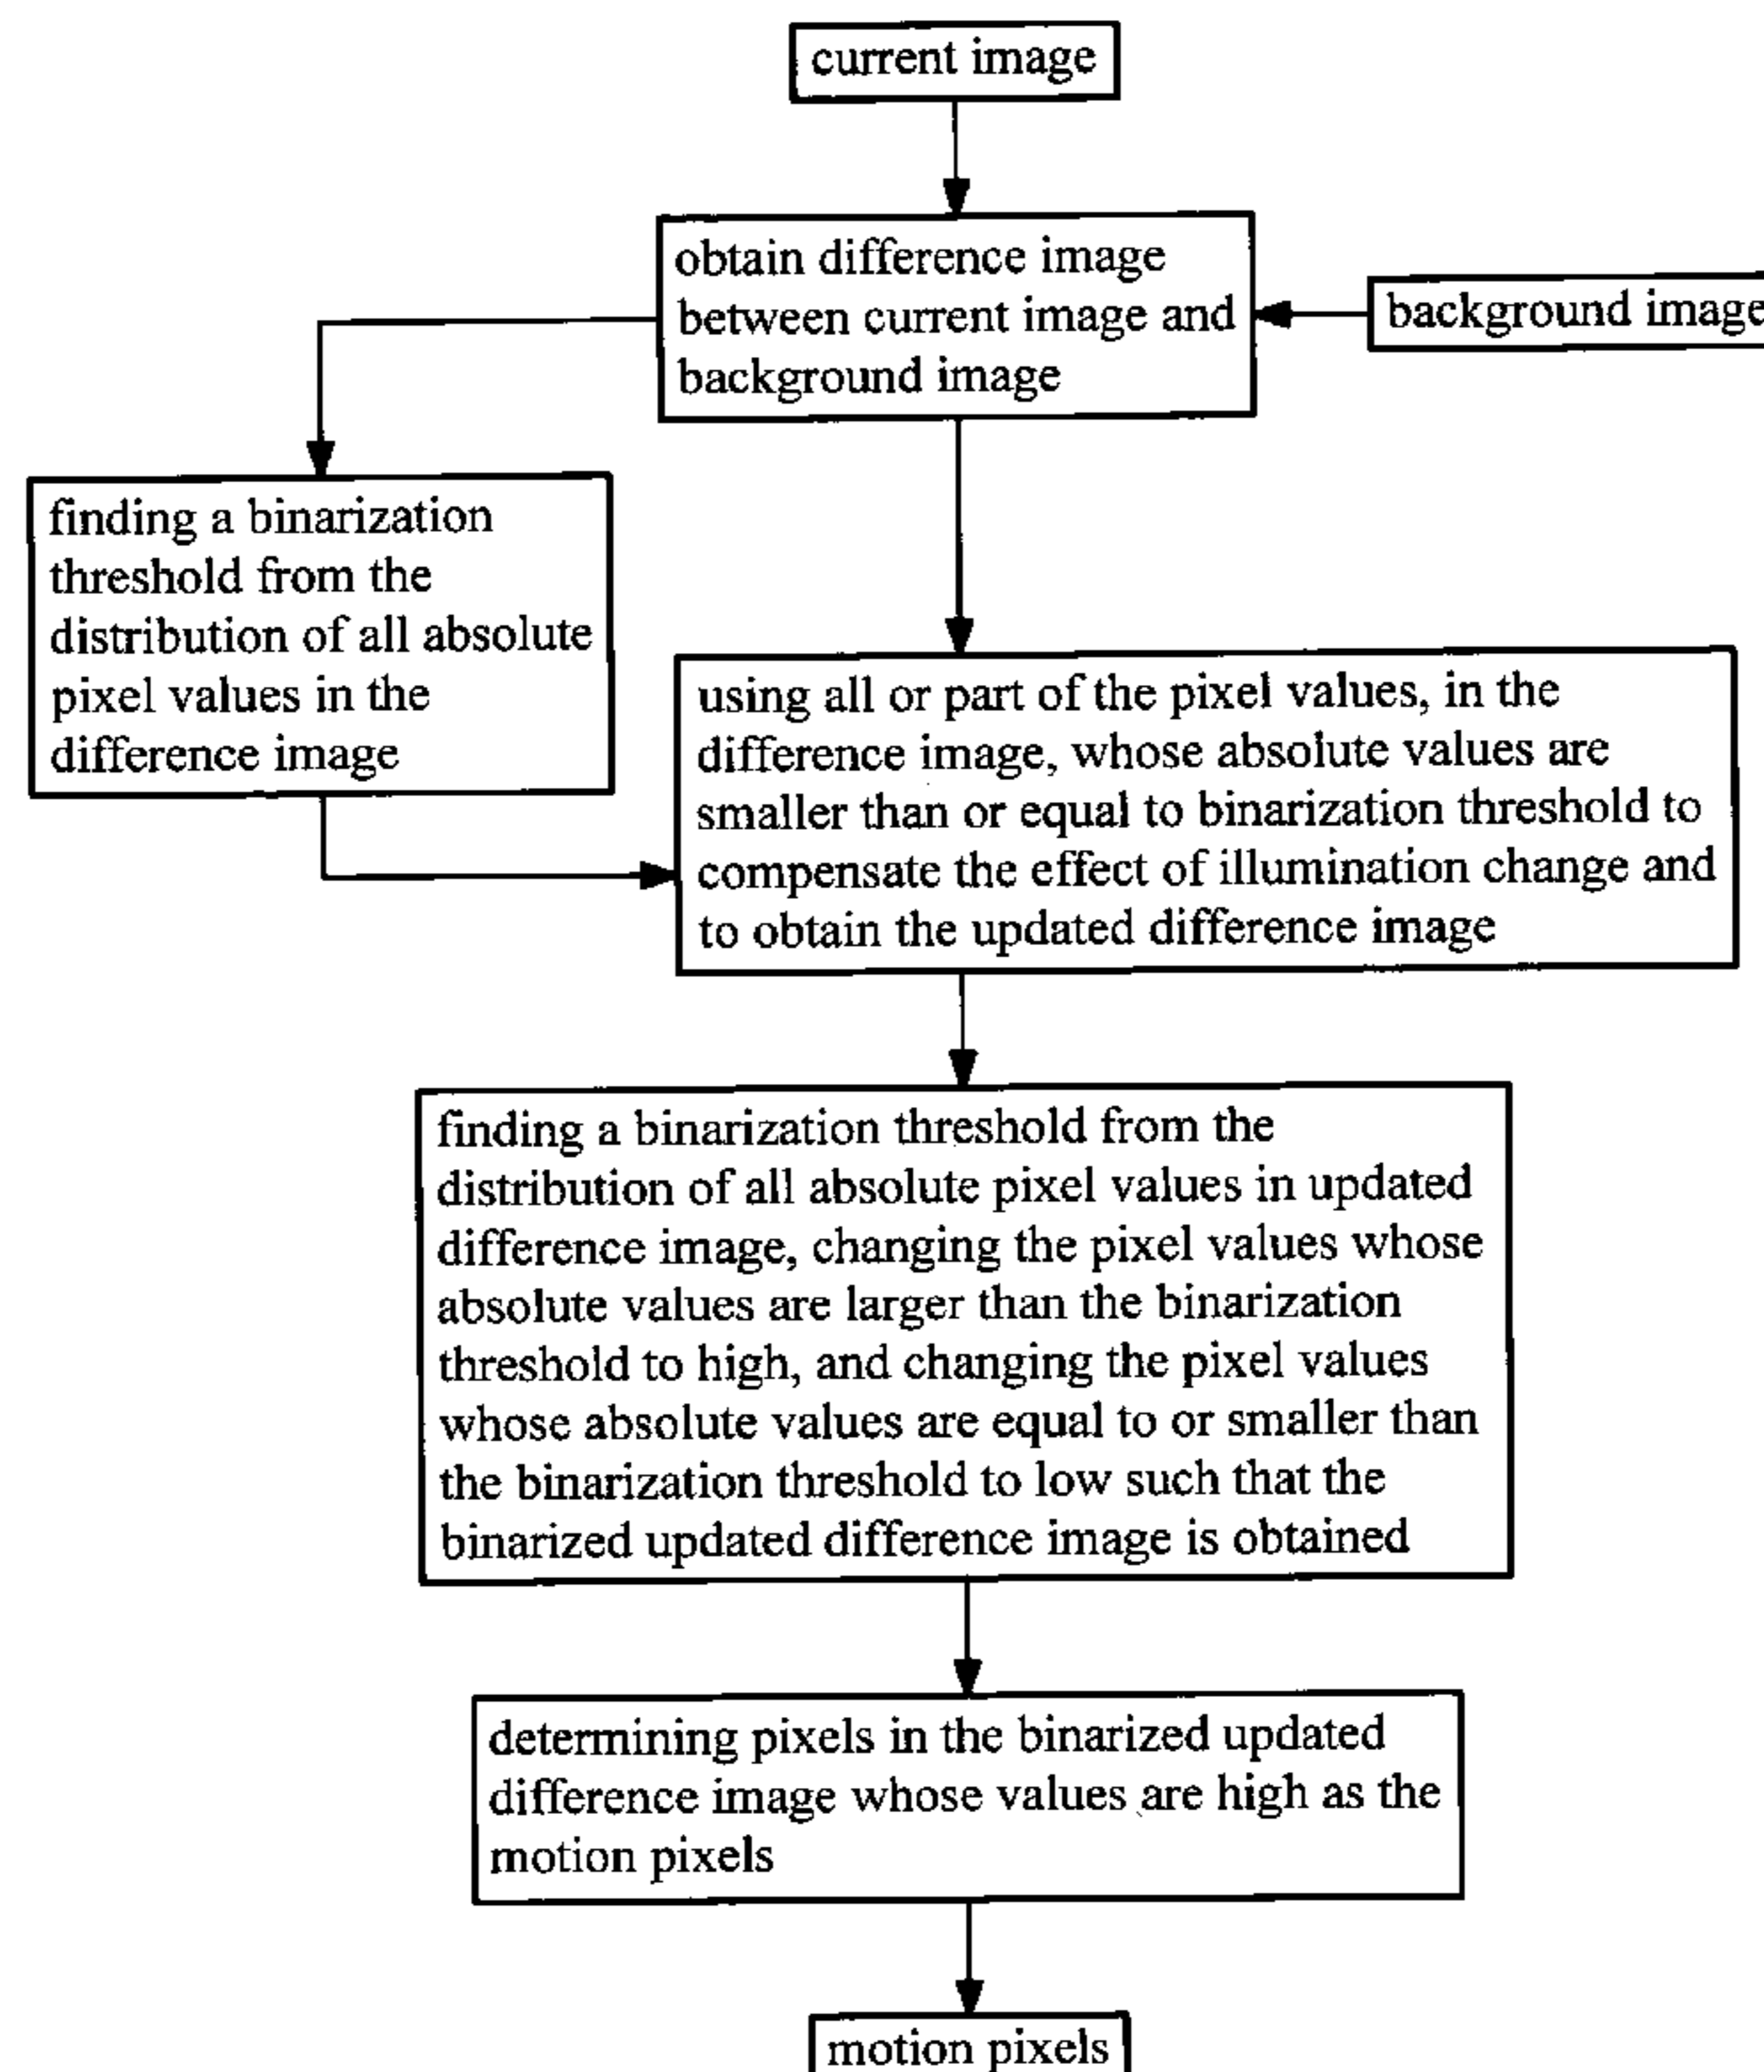 current image
obtain difference image
between current image and
background image
background image
finding a binarization
threshold from the
distribution of all absolute
pixel values in the
difference image
using all or part of the pixel values, in the
difference image, whose absolute values are
smaller than or equal to binarization threshold to
compensate the effect of illumination change and
to obtain the updated difference image
finding a binarization threshold from the
distribution of all absolute pixel values in updated
difference image, changing the pixel values whose
absolute values are larger than the binarization
threshold to high, and changing the pixel values
whose absolute values are equal to or smaller than
the binarization threshold to low such that the
binarized updated difference image is obtained
determining pixels in the binarized updated
difference image whose values are high as the
motion pixels
motion pixels